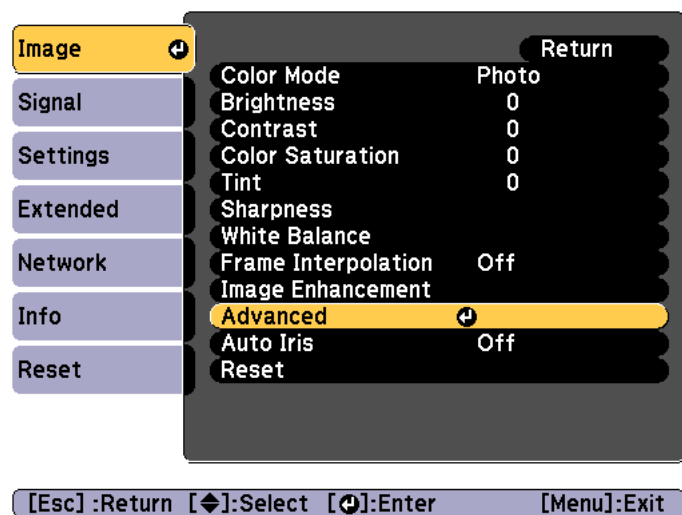 Image
Signal
Settings
Extended
Network
Info
Reset
Return
Color Mode Photo
Brightness 0
Contrast 0
Color Saturation 0
Tint 0
Sharpness
White Balance
Frame Interpolation Off
Image Enhancement
Advanced
Auto Iris Off
Reset
[Esc] :Return [◆]:Select [↵]:Enter [Menu]:Exit